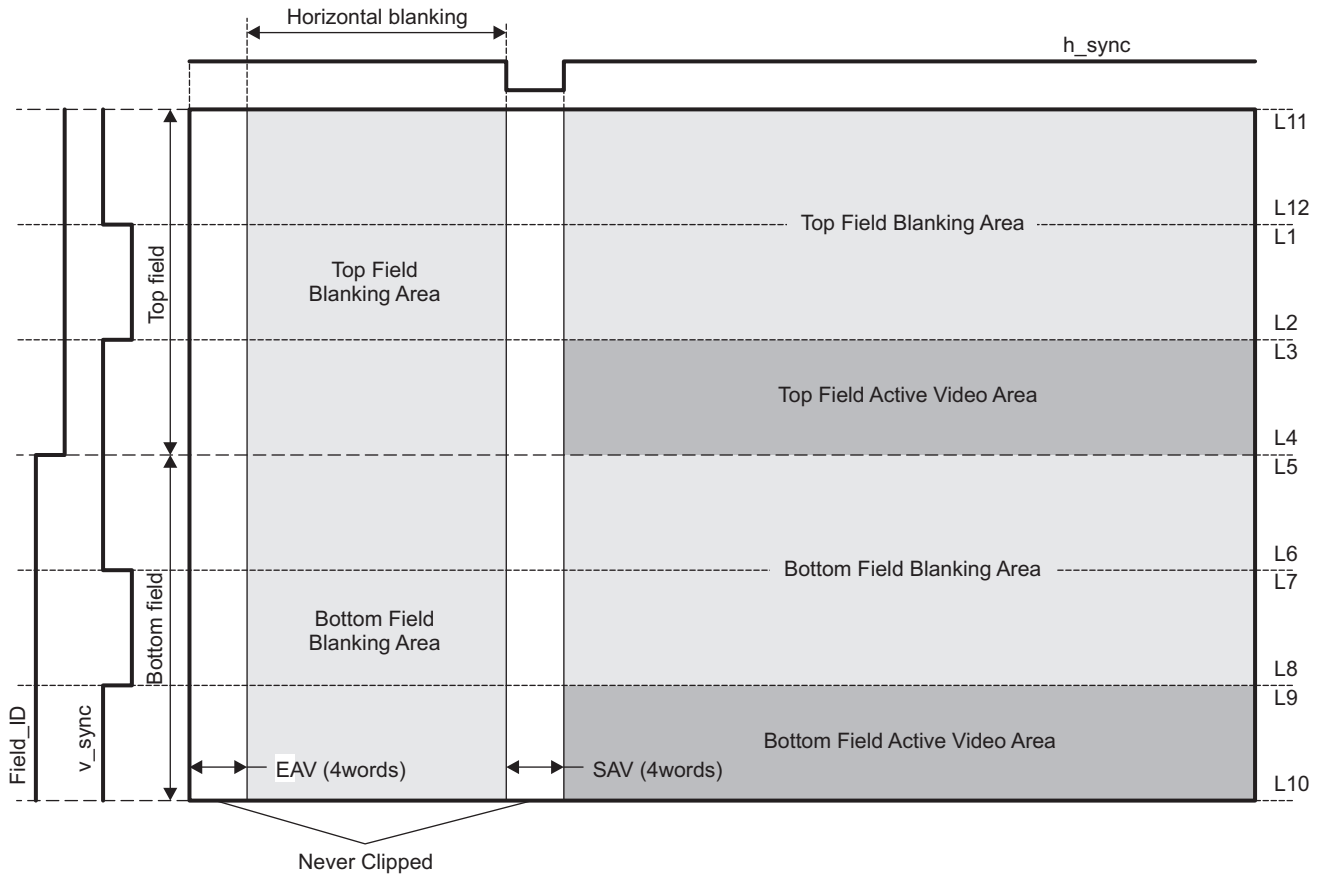 Horizontal blanking
h_sync
L11
L12
Top Field Blanking Area
L1
Top field
Top Field
Blanking Area
L2
L3
Top Field Active Video Area
L4
L5
L6
Bottom Field Blanking Area
L7
Bottom field
Bottom Field
Blanking Area
L8
L9
Field_ID
v_sync
Bottom Field Active Video Area
EAV (4words)
SAV (4words)
L10
Never Clipped